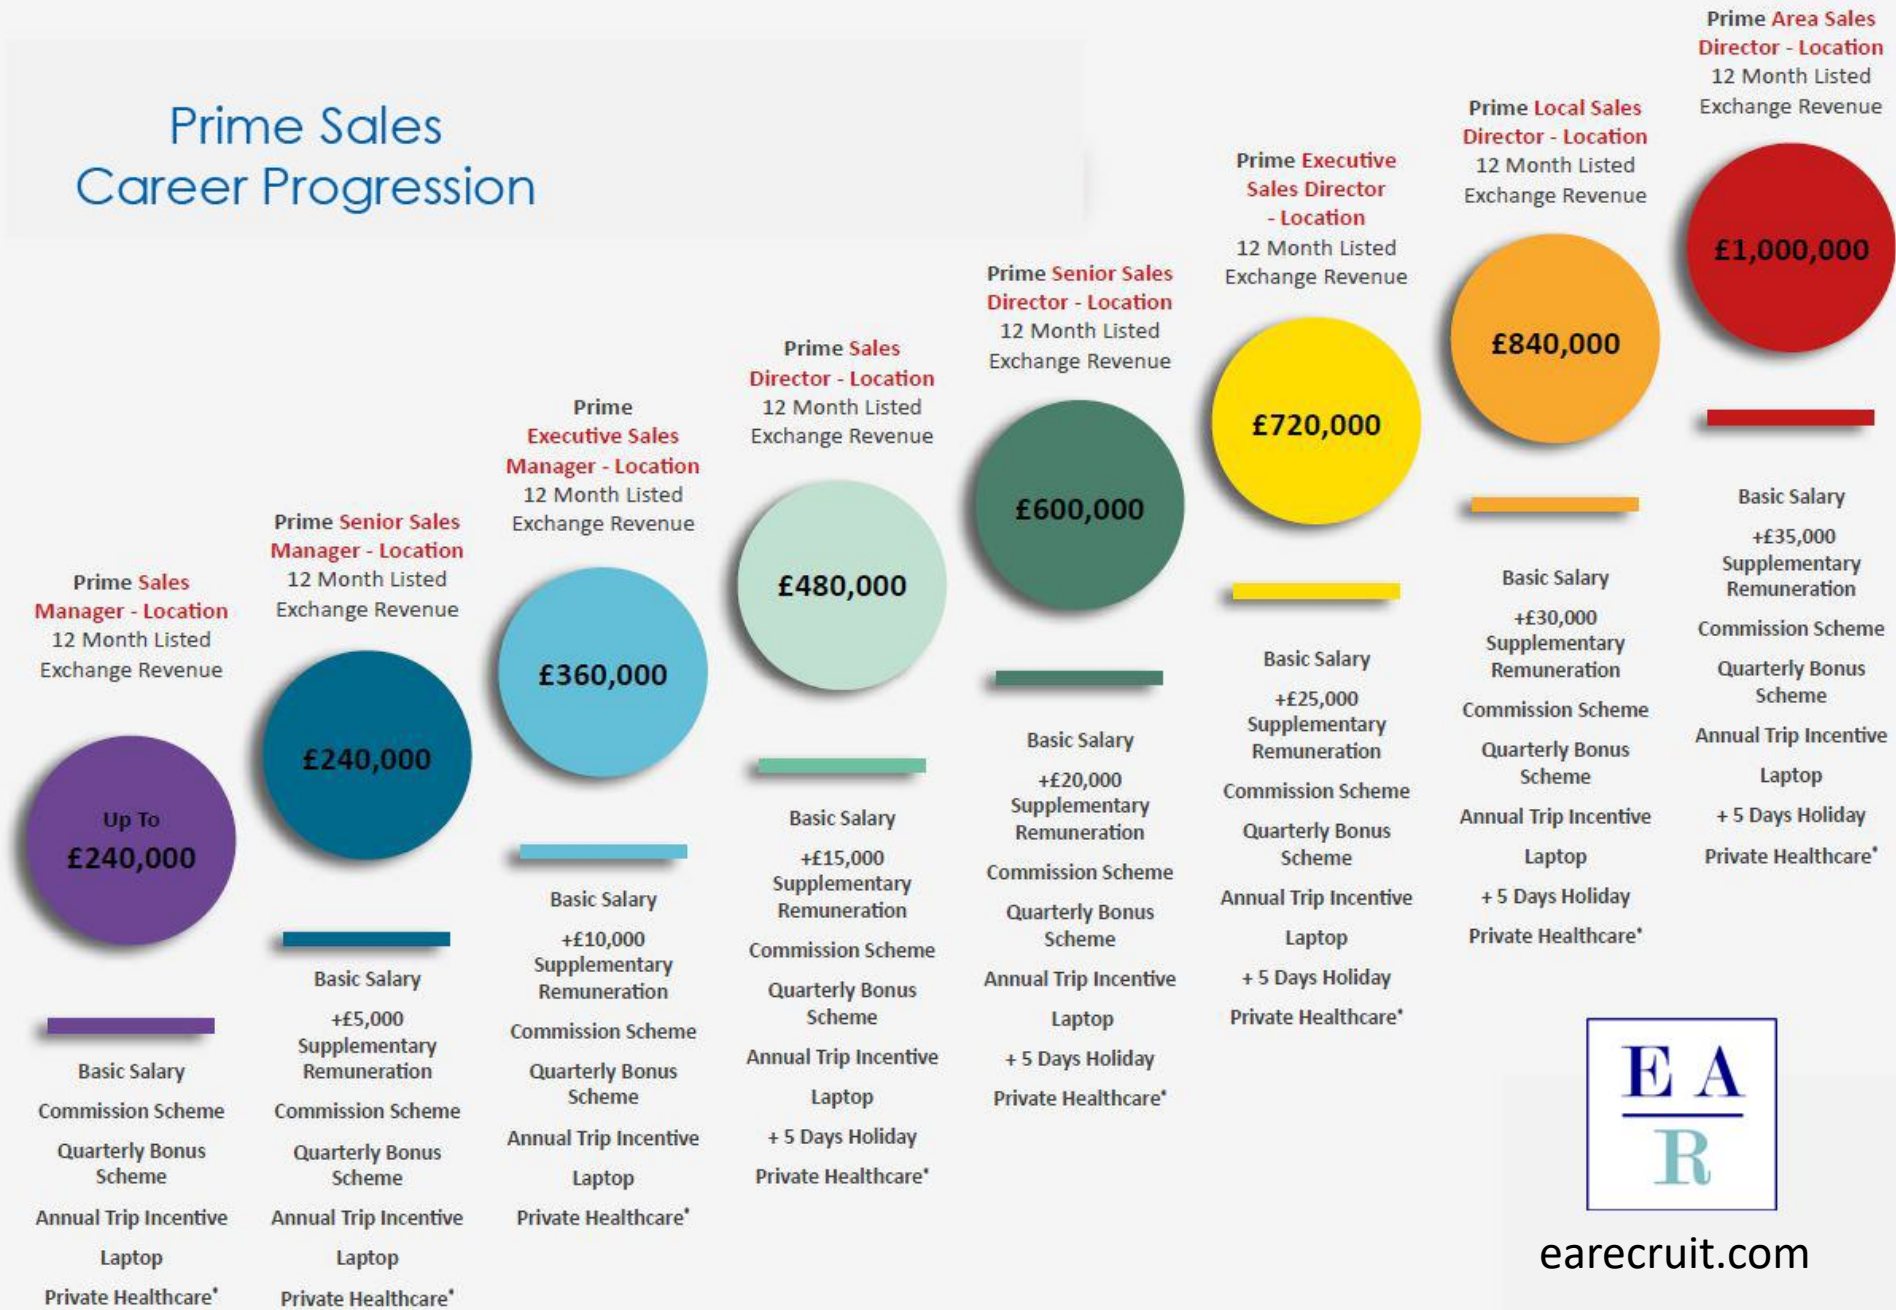 Prime Sales
Career Progression
Prime Sales
Manager - Location
12 Month Listed
Exchange Revenue
Up To
£240,000
Basic Salary
Commission Scheme
Quarterly Bonus
Scheme
Annual Trip Incentive
Laptop
Private Healthcare*
Prime Senior Sales
Manager - Location
12 Month Listed
Exchange Revenue
£240,000
Basic Salary
+£5,000
Supplementary
Remuneration
Commission Scheme
Quarterly Bonus
Scheme
Annual Trip Incentive
Laptop
Private Healthcare*
Prime
Executive Sales
Manager - Location
12 Month Listed
Exchange Revenue
£360,000
Basic Salary
+£10,000
Supplementary
Remuneration
Commission Scheme
Quarterly Bonus
Scheme
Annual Trip Incentive
Laptop
Private Healthcare*
Prime Sales
Director - Location
12 Month Listed
Exchange Revenue
£480,000
Basic Salary
+£15,000
Supplementary
Remuneration
Commission Scheme
Quarterly Bonus
Scheme
Annual Trip Incentive
Laptop
+ 5 Days Holiday
Private Healthcare*
Prime Senior Sales
Director - Location
12 Month Listed
Exchange Revenue
£600,000
Basic Salary
+£20,000
Supplementary
Remuneration
Commission Scheme
Quarterly Bonus
Scheme
Annual Trip Incentive
Laptop
+ 5 Days Holiday
Private Healthcare*
Prime Executive
Sales Director
- Location
12 Month Listed
Exchange Revenue
£720,000
Basic Salary
+£25,000
Supplementary
Remuneration
Commission Scheme
Quarterly Bonus
Scheme
Annual Trip Incentive
Laptop
+ 5 Days Holiday
Private Healthcare*
Prime Local Sales
Director - Location
12 Month Listed
Exchange Revenue
£840,000
Basic Salary
+£30,000
Supplementary
Remuneration
Commission Scheme
Quarterly Bonus
Scheme
Annual Trip Incentive
Laptop
+ 5 Days Holiday
Private Healthcare*
Prime Area Sales
Director - Location
12 Month Listed
Exchange Revenue
£1,000,000
Basic Salary
+£35,000
Supplementary
Remuneration
Commission Scheme
Quarterly Bonus
Scheme
Annual Trip Incentive
Laptop
+ 5 Days Holiday
Private Healthcare*
E A
R
earecruit.com